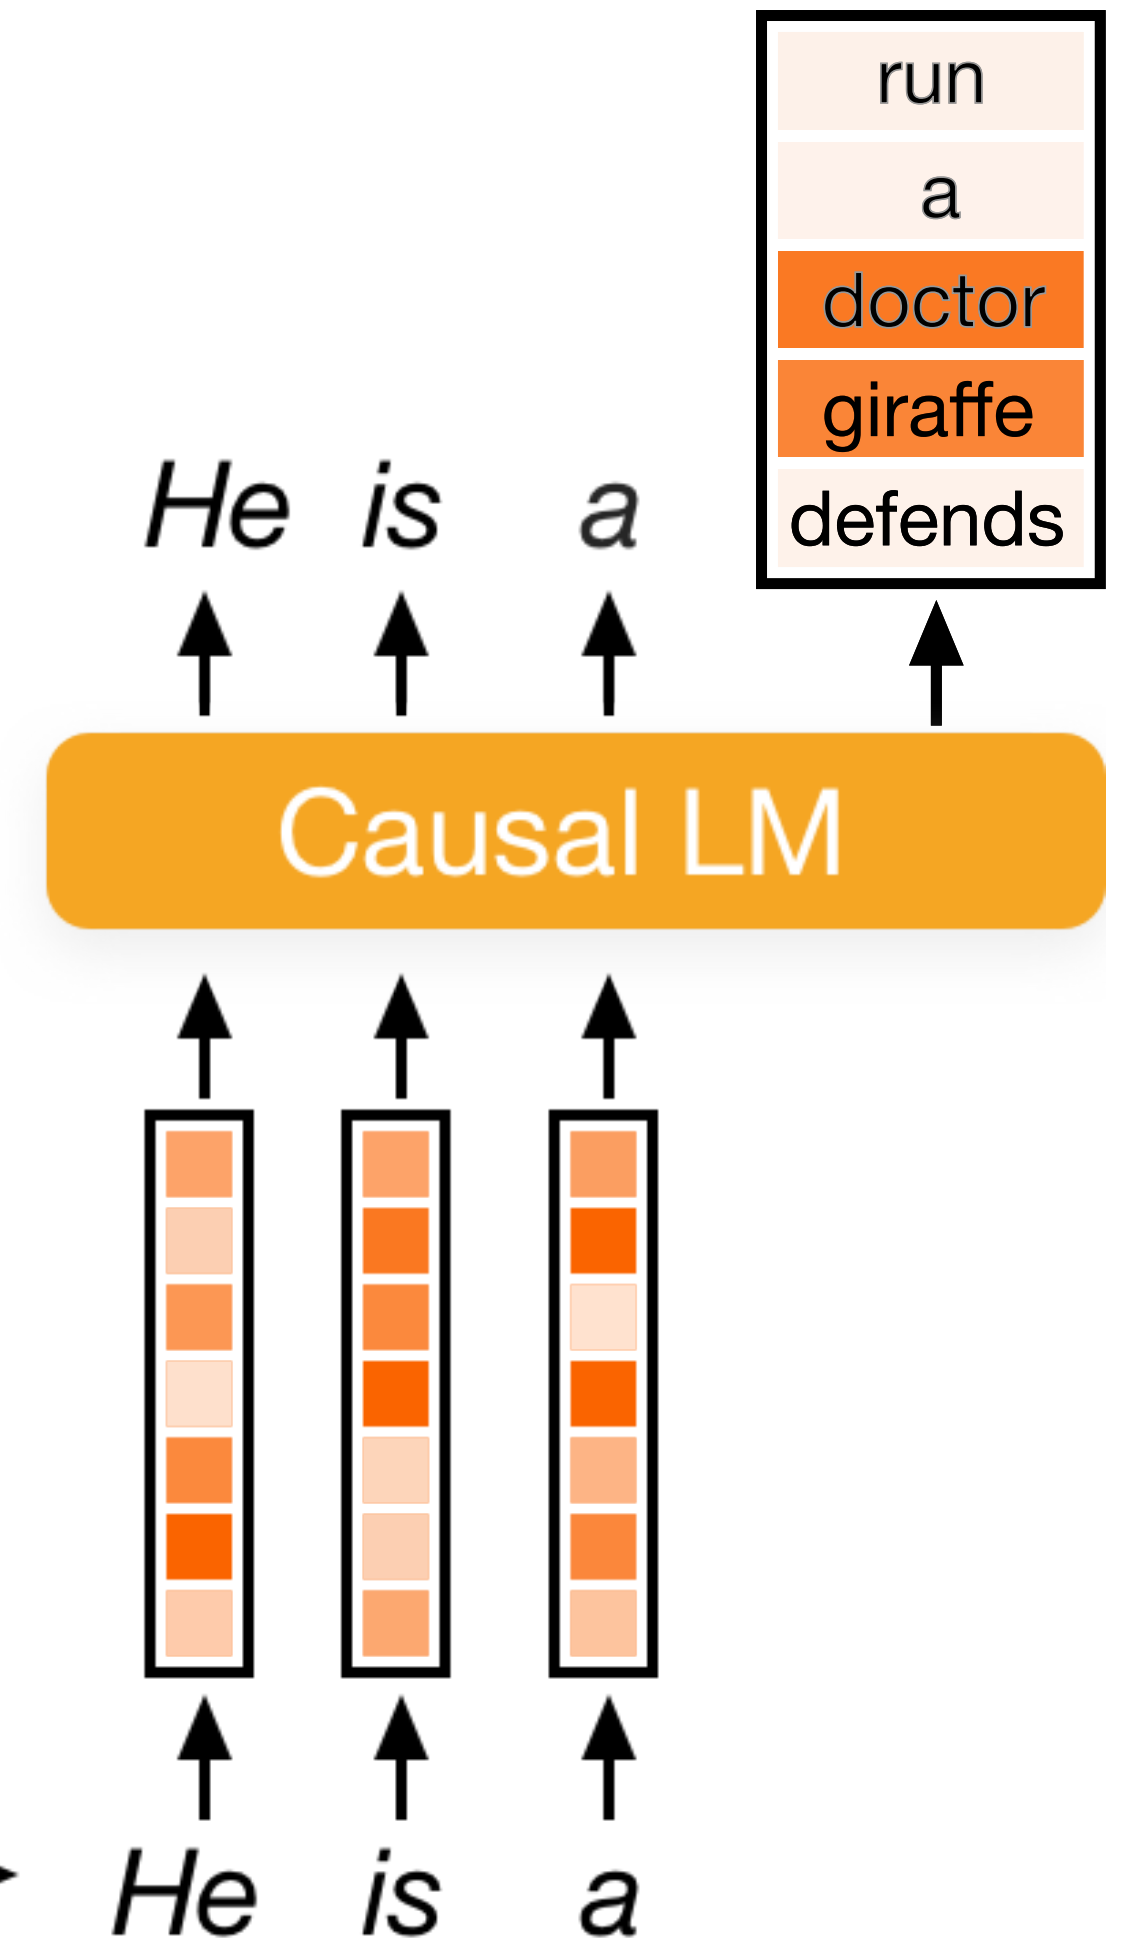 run
a
doctor
giraffe
defends
He is a
Causal LM
He is a